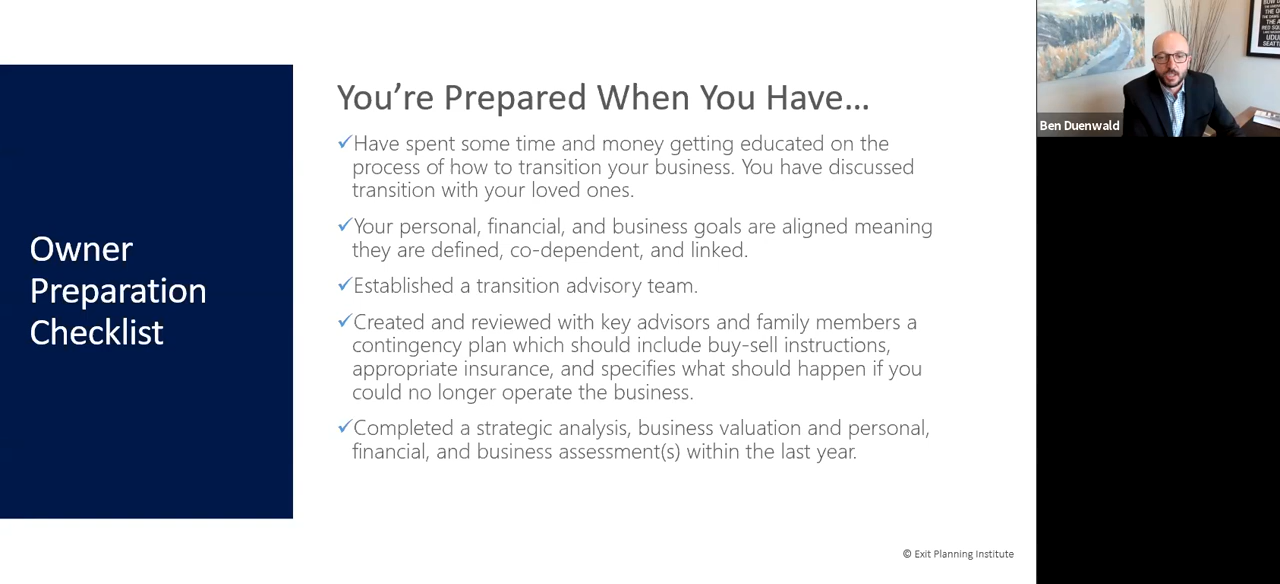 Owner
Preparation
Checklist
You're Prepared When You Have…
✓Have spent some time and money getting educated on the
process of how to transition your business. You have discussed
transition with your loved ones.
✓Your personal, financial, and business goals are aligned meaning
they are defined, co-dependent, and linked.
✓Established a transition advisory team.
✓Created and reviewed with key advisors and family members a
contingency plan which should include buy-sell instructions,
appropriate insurance, and specifies what should happen if you
could no longer operate the business.
✓Completed a strategic analysis, business valuation and personal,
financial, and business assessment(s) within the last year.
© Exit Planning Institute
Ben Duenwald